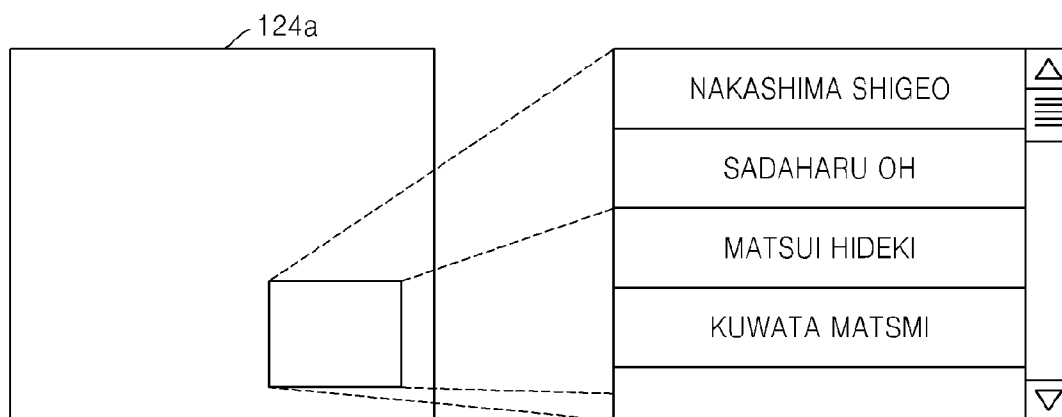 124a
NAKASHIMA SHIGEO
SADAHARU OH
MATSUI HIDEKI
KUWATA MATSMI